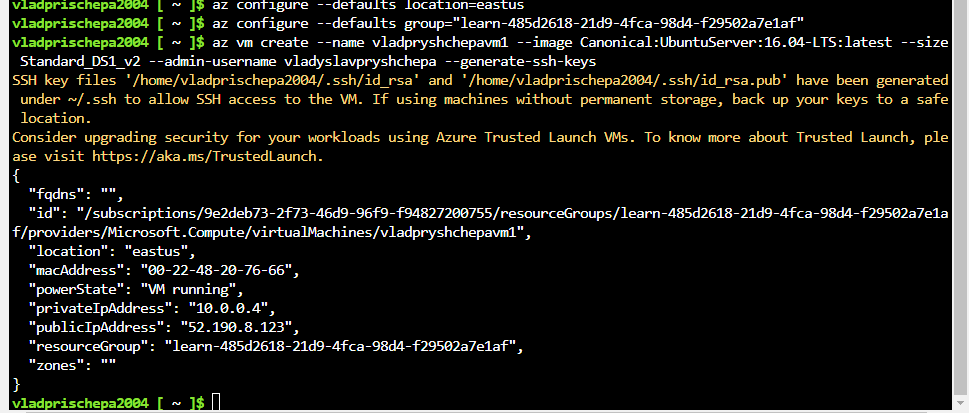 vladprischepa2004 [ ~ ]$ az configure --defaults location=eastus
vladprischepa2004 [ ~ ]$ az configure --defaults group="learn-485d2618-21d9-4fca-98d4-f29502a7e1af"
vladprischepa2004 [ ~ ]$ az vm create --name vladpryshchepavm1 --image Canonical:UbuntuServer:16.04-LTS:latest --size
Standard_DS1_v2 --admin-username vladyslavpryshchepa --generate-ssh-keys
SSH key files '/home/vladprischepa2004/.ssh/id_rsa' and '/home/vladprischepa2004/.ssh/id_rsa.pub' have been generated
under ~/.ssh to allow SSH access to the VM. If using machines without permanent storage, back up your keys to a safe
location.
Consider upgrading security for your workloads using Azure Trusted Launch VMs. To know more about Trusted Launch, ple
ase visit https://aka.ms/TrustedLaunch.
{
"fqdns": "",
"id": "/subscriptions/9e2deb73-2f73-46d9-96f9-f94827200755/resourceGroups/learn-485d2618-21d9-4fca-98d4-f29502a7e1a
f/providers/Microsoft.Compute/virtualMachines/vladpryshchepavm1",
"location": "eastus",
"macAddress": "00-22-48-20-76-66",
"powerState": "VM running",
"privateIpAddress": "10.0.0.4",
"publicIpAddress": "52.190.8.123",
"resourceGroup": "learn-485d2618-21d9-4fca-98d4-f29502a7e1af",
"zones": ""
}
vladprischepa2004 [ ~ ]$